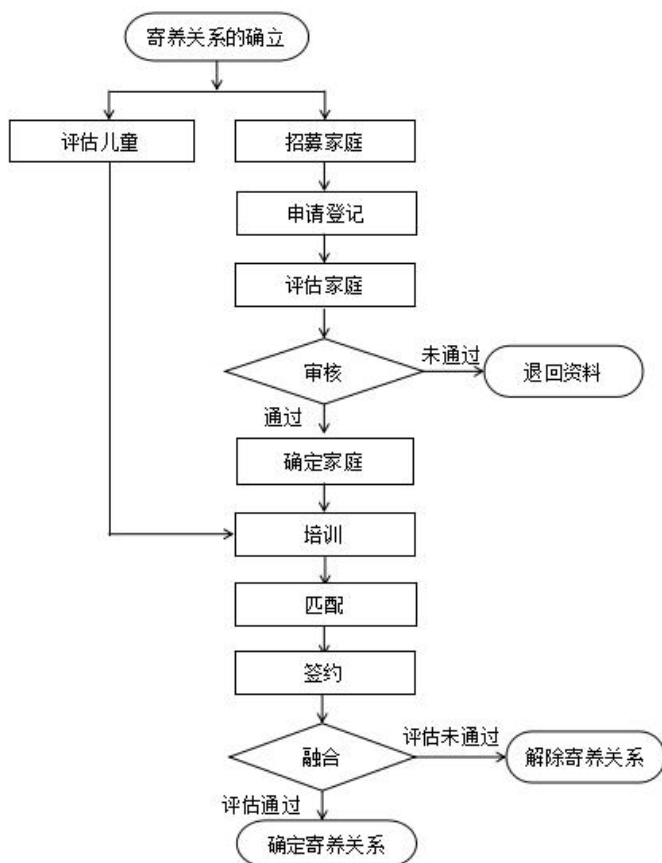 寄养关系的确立
评估儿童
招募家庭
申请登记
评估家庭
审核
未通过
退回资料
通过
确定家庭
培训
匹配
签约
融合
评估未通过
解除寄养关系
评估通过
确定寄养关系